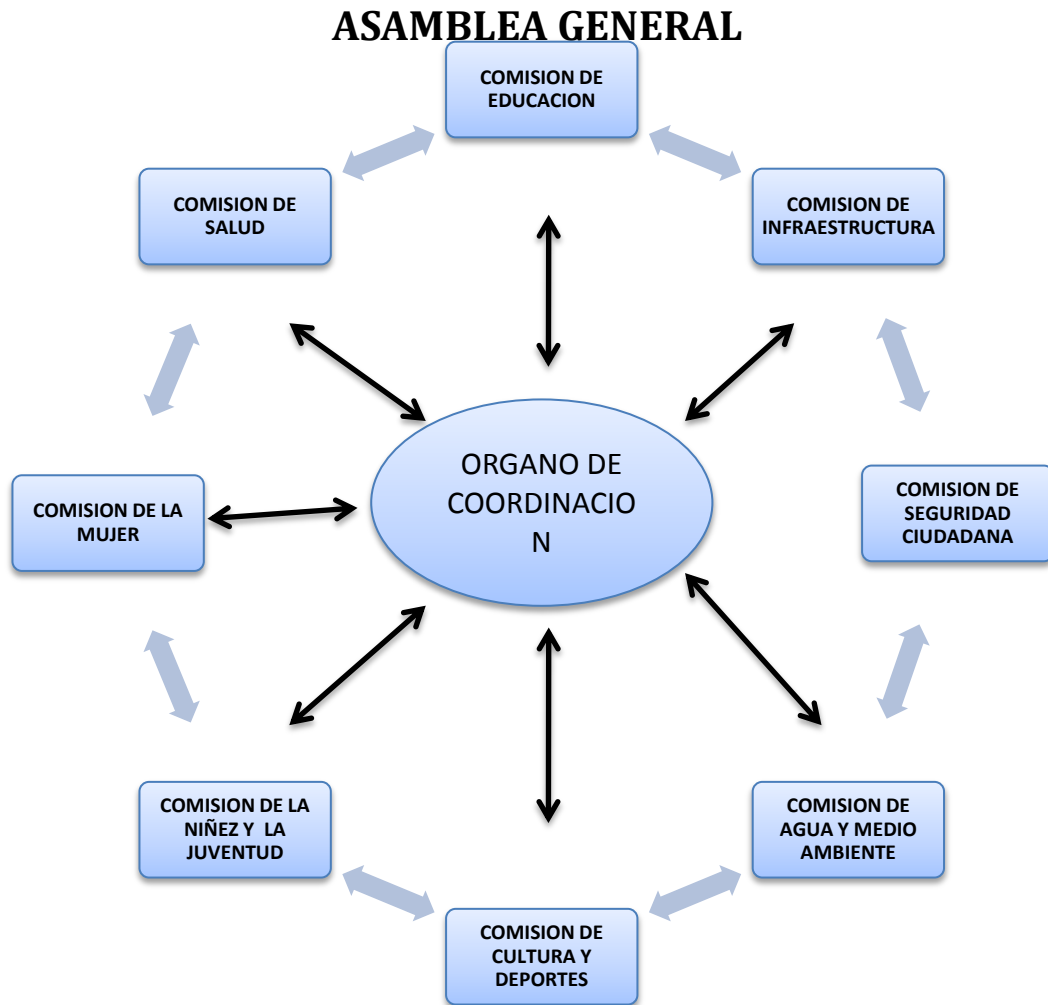 ASAMBLEA GENERAL
COMISION DE
EDUCACION
COMISION DE
SALUD
COMISION DE
INFRAESTRUCTURA
ORGANO DE
COORDINACIO
N
COMISION DE LA
MUJER
COMISION DE
SEGURIDAD
CIUDADANA
COMISION DE LA
NIÑEZ Y LA
JUVENTUD
COMISION DE
AGUA Y MEDIO
AMBIENTE
COMISION DE
CULTURA Y
DEPORTES